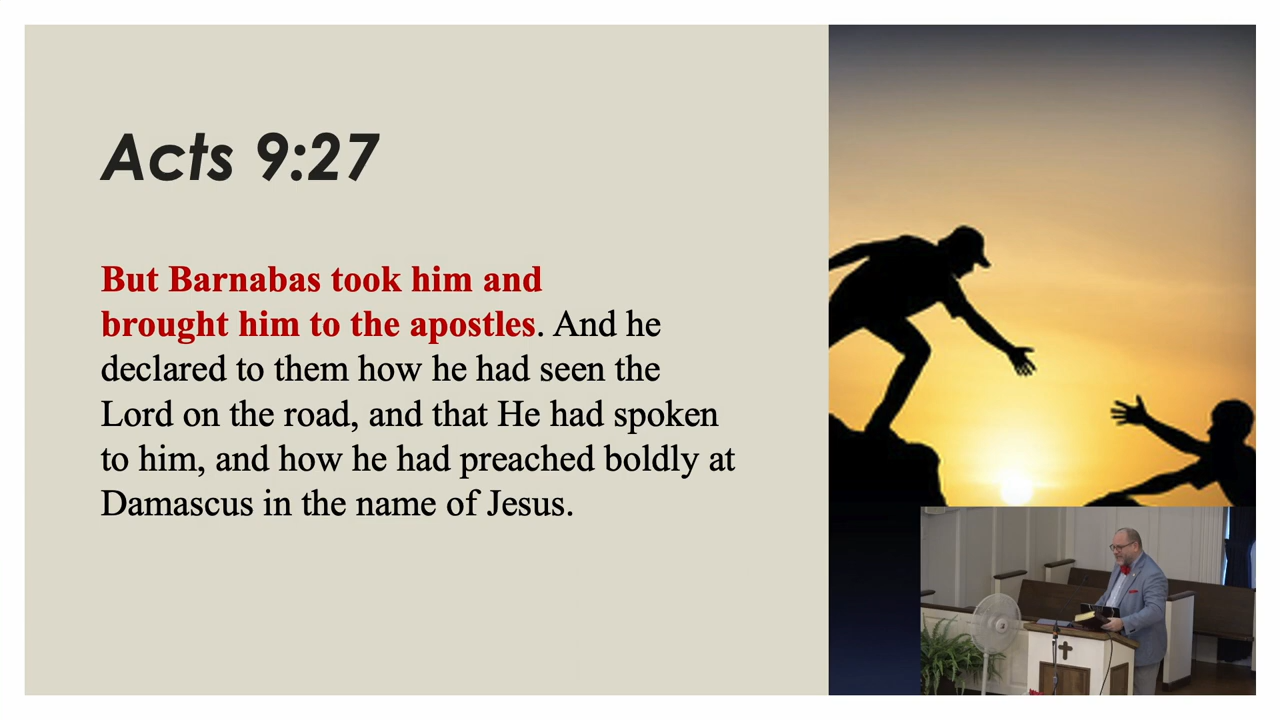 Acts 9:27
But Barnabas took him and
brought him to the apostles. And he
declared to them how he had seen the
Lord on the road, and that He had spoken
to him, and how he had preached boldly at
Damascus in the name of Jesus.